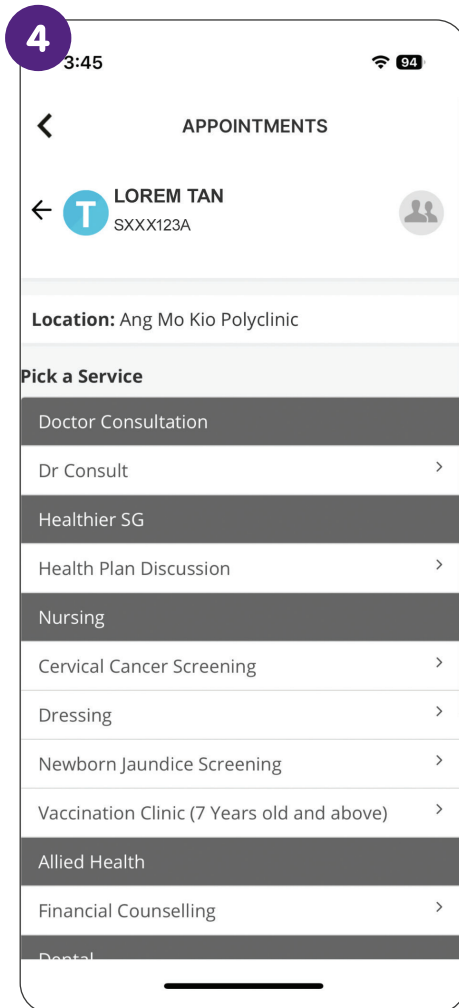 4
3:45
94
APPOINTMENTS
T
LOREM TAN
SXXX123A
Location: Ang Mo Kio Polyclinic
Pick a Service
Doctor Consultation
Dr Consult
Healthier SG
Health Plan Discussion
Nursing
Cervical Cancer Screening
Dressing
Newborn Jaundice Screening
Vaccination Clinic (7 Years old and above)
Allied Health
Financial Counselling
Dental